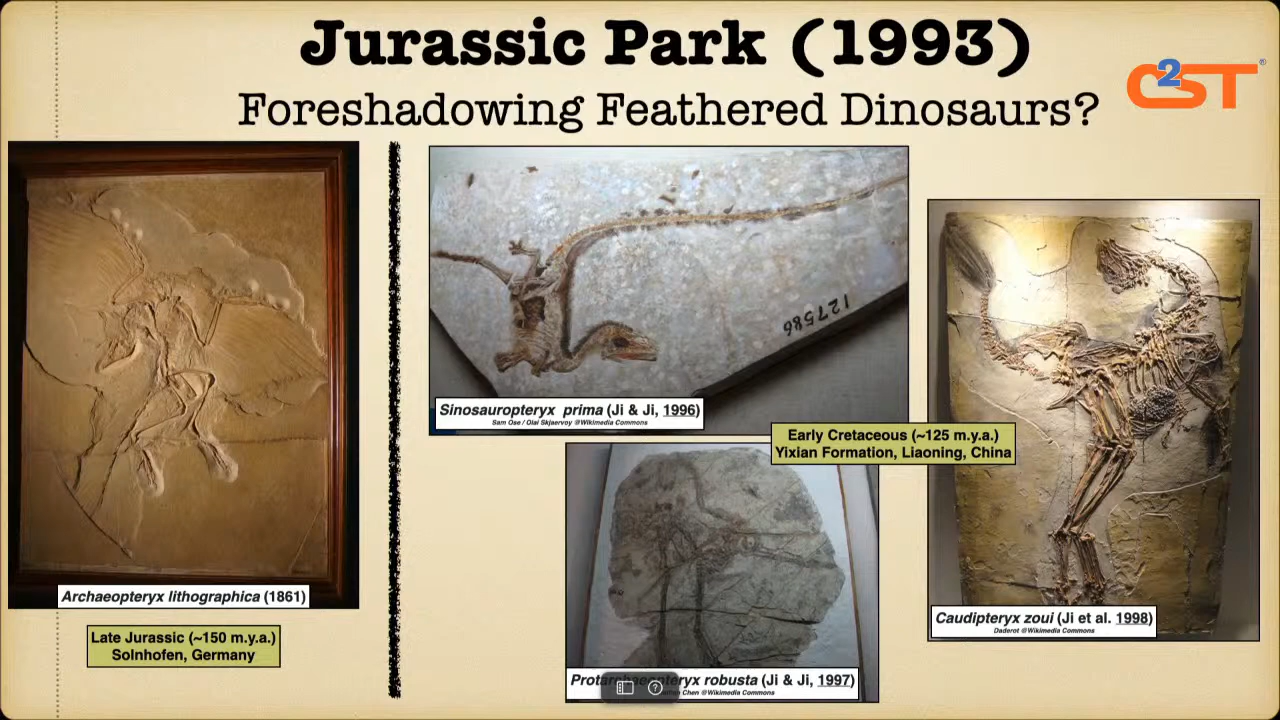 Jurassic Park (1993)
Foreshadowing Feathered Dinosaurs?
C2ST®
Archaeopteryx lithographica (1861)
Late Jurassic (~150 m.y.a.)
Solnhofen, Germany
127586
Sinosauropteryx prima (Ji & Ji, 1996)
Sam Ose / Olai Skjaervoy @Wikimedia Commons
Early Cretaceous (~125 m.y.a.)
Yixian Formation, Liaoning, China
Protarchaeopteryx robusta (Ji & Ji, 1997)
Chen @Wikimedia Commons
Caudipteryx zoui (Ji et al. 1998)
Daderot @Wikimedia Commons